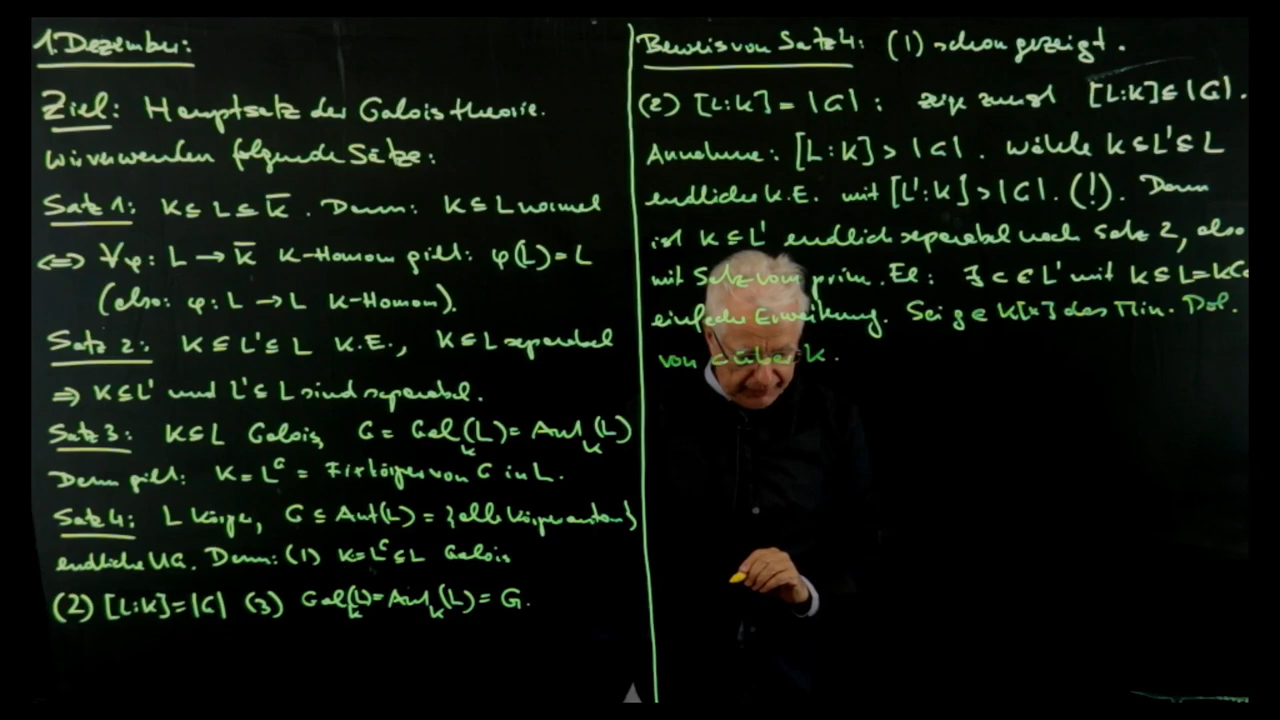 1. Dezember:
Ziel: Hauptsatz der Galoistheorie.
Wir verwenden folgende Sätze:
Satz 1: K ⊆ L ⊆ K̅. Dann: K ⊆ L normal
⇔ ∀φ: L → K̅ K-Homom gilt: φ(L) = L
(also: φ: L → L K-Homom).
Satz 2: K ⊆ L' ⊆ L K.E., K ⊆ L separabel
⇒ K ⊆ L' und L' ⊆ L sind separabel.
Satz 3: K ⊆ L Galois, G = Gal_K(L) = Aut_K(L)
Dann gilt: K = L^G = Fixkörper von G in L.
Satz 4: L Körper, G ⊆ Aut(L) = {alle Körperautom}
endliche UG. Dann: (1) K = L^G ⊆ L Galois
(2) [L:K] = |G| (3) Gal_K(L) = Aut_K(L) = G.
Beweis von Satz 4: (1) schon gezeigt.
(2) [L:K] = |G|: zeige zuerst [L:K] ≤ |G|.
Annahme: [L:K] > |G|. Wähle K ⊆ L' ⊆ L
endliche K.E. mit [L':K] > |G|. (!). Dann
ist K ⊆ L' endlich separabel nach Satz 2, also
mit Satz vom prim. El: ∃ c ∈ L' mit K ⊆ L = K(c
einfache Erweiterung. Sei g ∈ K[x] das Min. Pol.
von c über K.